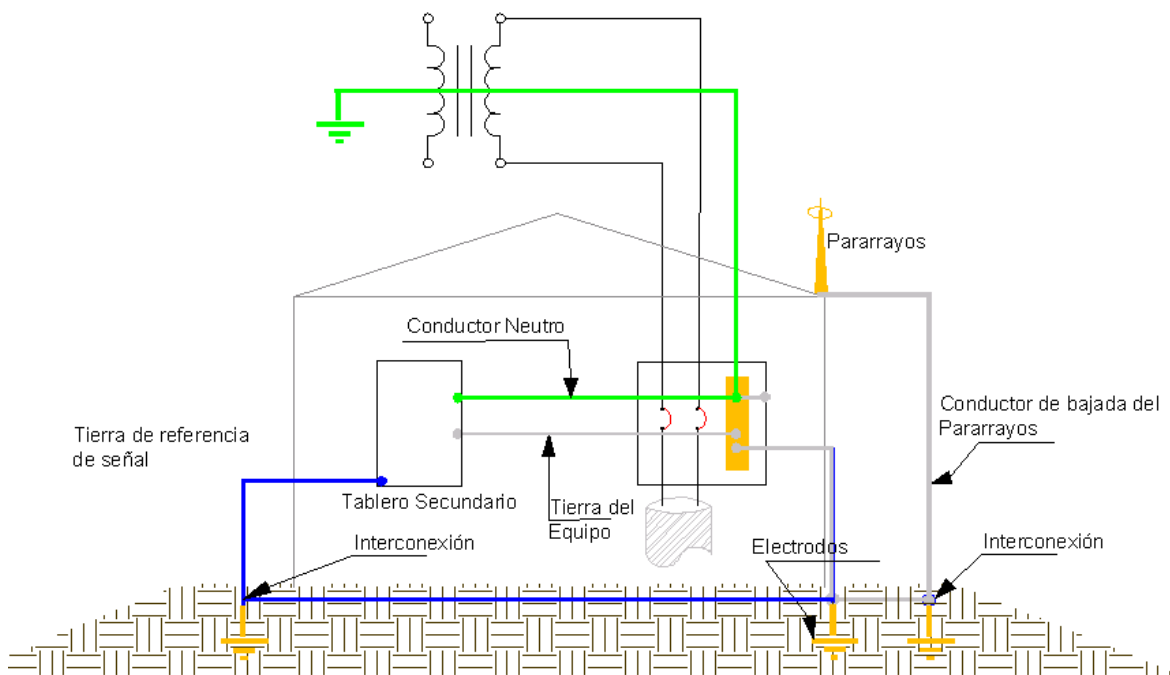 Pararrayos
Conductor Neutro
Conductor de bajada del
Pararrayos
Tierra de referencia
de señal
Tablero Secundario
Tierra del
Equipo
Interconexión
Electrodos
Interconexión